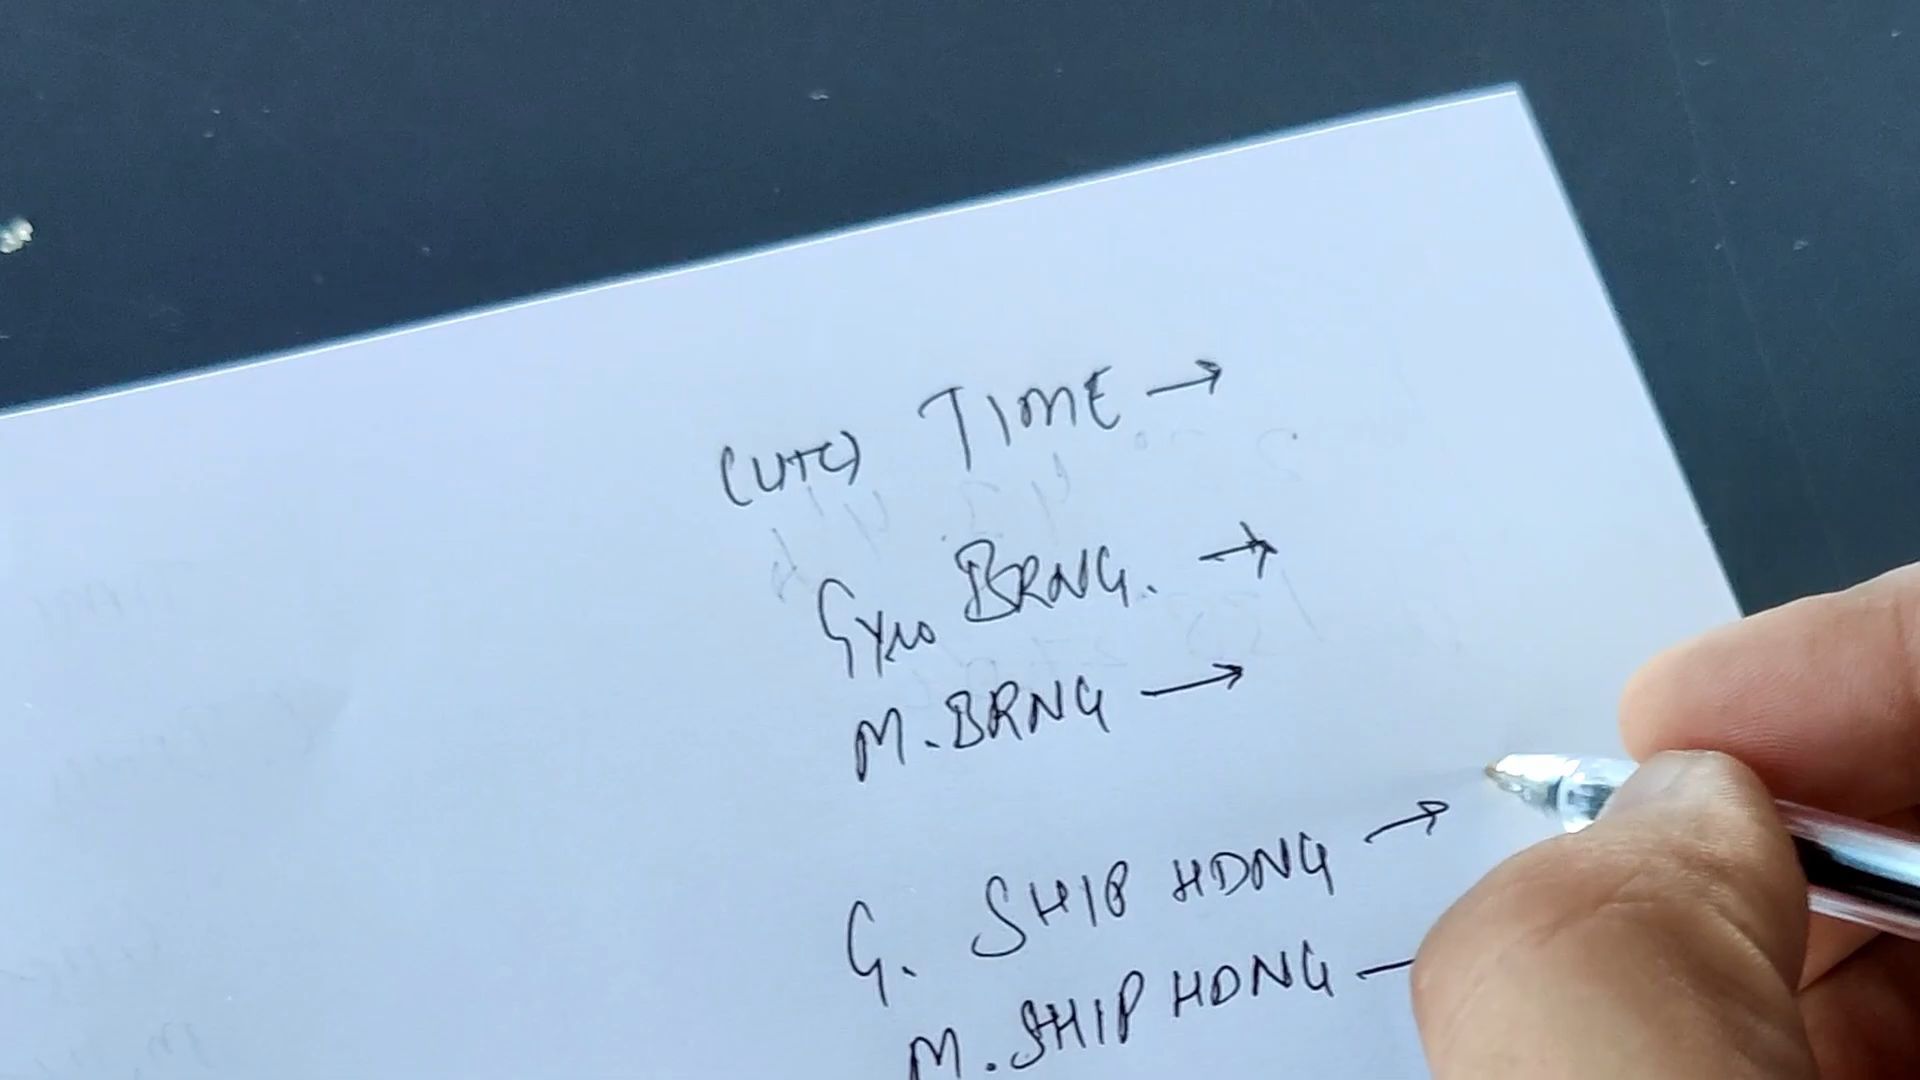 (UTC) TIME →
Gyro BRNG. →
M. BRNG →
G. SHIP HDNG →
M. SHIP HDNG —